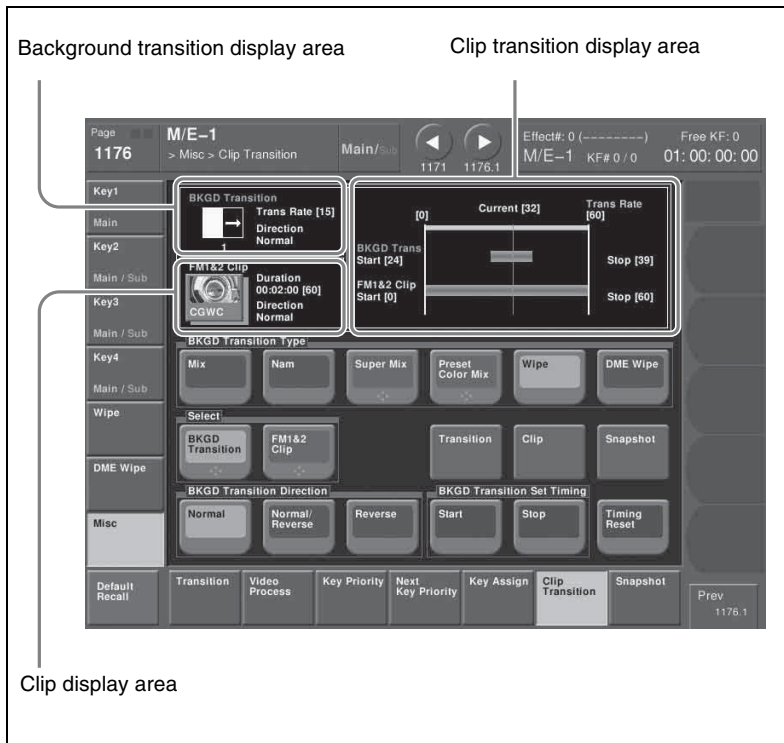 Background transition display area
Clip transition display area
Page
1176
M/E–1
> Misc > Clip Transition
Main/Sub
1171
1176.1
Effect#: 0 (--------)
Free KF: 0
M/E–1
KF# 0 / 0
01: 00: 00: 00
Key1
Main
Key2
Main / Sub
Key3
Main / Sub
Key4
Main / Sub
Wipe
DME Wipe
Misc
Default
Recall
BKGD Transition
1
Trans Rate [15]
Direction
Normal
FM1&2 Clip
CGWC
Duration
00:02:00 [60]
Direction
Normal
[0]
Current [32]
Trans Rate
[60]
BKGD Trans
Start [24]
Stop [39]
FM1&2 Clip
Start [0]
Stop [60]
BKGD Transition Type
Mix
Nam
Super Mix
Preset
Color Mix
Wipe
DME Wipe
Select
BKGD
Transition
FM1&2
Clip
Transition
Clip
Snapshot
BKGD Transition Direction
Normal
Normal/
Reverse
Reverse
BKGD Transition Set Timing
Start
Stop
Timing
Reset
Transition
Video
Process
Key Priority
Next
Key Priority
Key Assign
Clip
Transition
Snapshot
Prev
1176.1
Clip display area